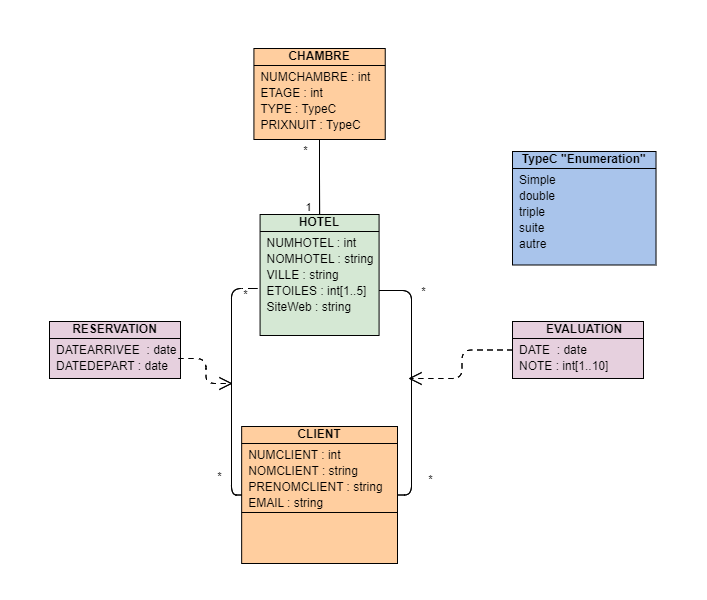 CHAMBRE
NUMCHAMBRE : int
ETAGE : int
TYPE : TypeC
PRIXNUIT : TypeC
*
1
TypeC "Enumeration"
Simple
double
triple
suite
autre
HOTEL
NUMHOTEL : int
NOMHOTEL : string
VILLE : string
ETOILES : int[1..5]
SiteWeb : string
*
*
RESERVATION
DATEARRIVEE : date
DATEDEPART : date
EVALUATION
DATE : date
NOTE : int[1..10]
CLIENT
NUMCLIENT : int
NOMCLIENT : string
PRENOMCLIENT : string
EMAIL : string
*
*